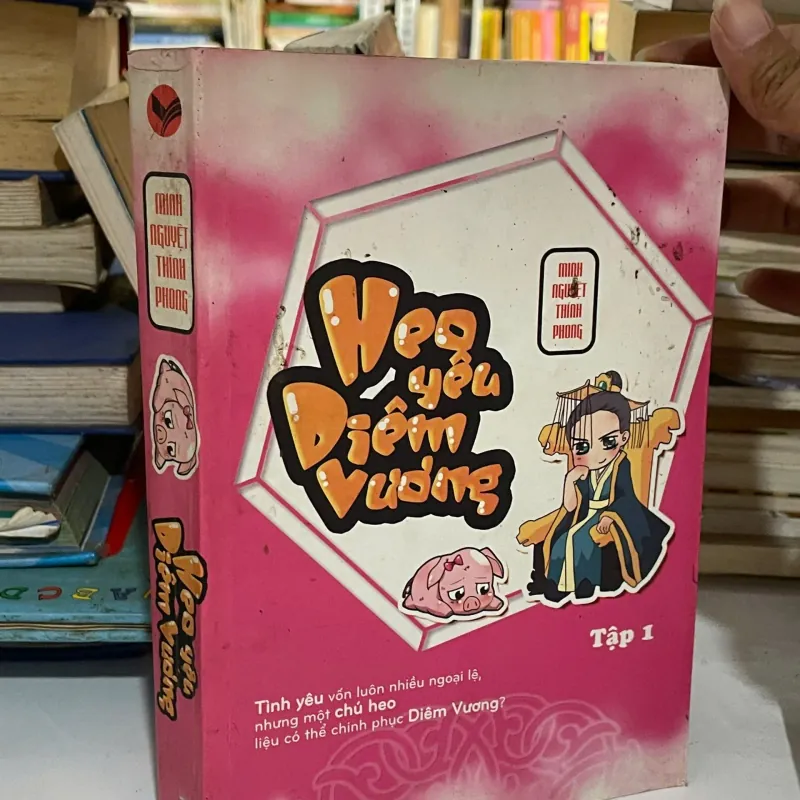 MINH
NGUYỆT
THÍNH
PHONG
Heo yêu
Diêm Vương
MINH
NGUYỆT
THÍNH
PHONG
Heo
yêu
Diêm
Vương
Tập 1
Tình yêu vốn luôn nhiều ngoại lệ,
nhưng một chú heo
liệu có thể chinh phục Diêm Vương?